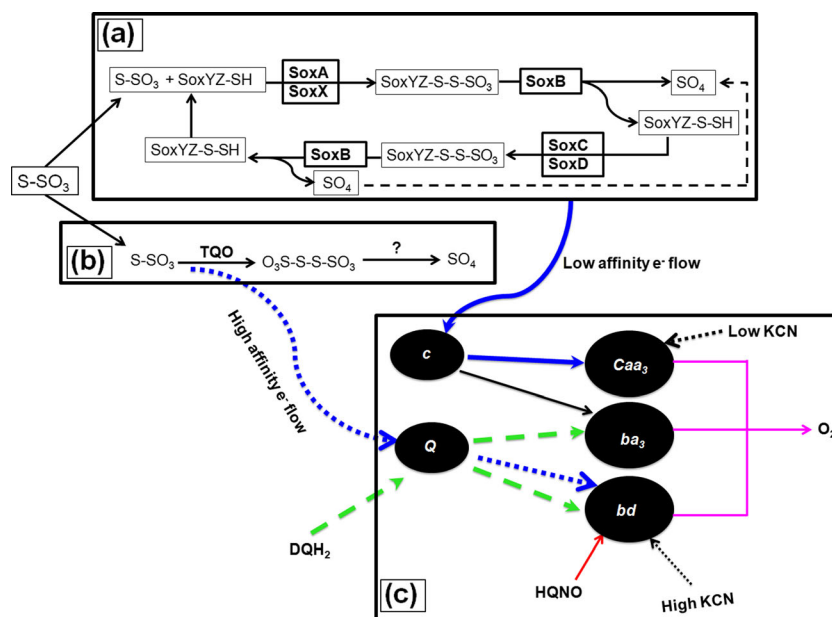 (a)
S-SO₃ + SoxYZ-SH
SoxA
SoxX
SoxYZ-S-S-SO₃
SoxB
SO₄
SoxYZ-S-SH
SoxC
SoxD
SoxYZ-S-S-SO₃
SoxB
SO₄
SoxYZ-S-SH
S-SO₃
(b)
S-SO₃
TQO
O₃S-S-S-SO₃
?
SO₄
Low affinity e⁻ flow
High affinity e⁻ flow
c
Caa₃
Low KCN
ba₃
O₂
Q
bd
DQH₂
HQNO
High KCN
(c)